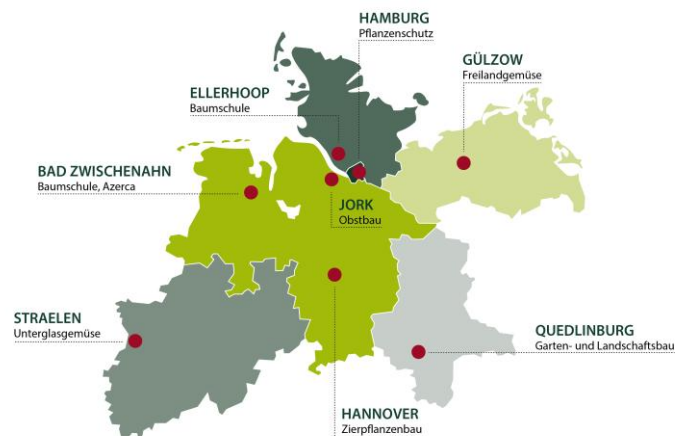 HAMBURG
Pflanzenschutz
GÜLZOW
Freilandgemüse
ELLERHOOP
Baumschule
BAD ZWISCHENAHN
Baumschule, Azerca
JORK
Obstbau
STRAELEN
Unterglasgemüse
QUEDLINBURG
Garten- und Landschaftsbau
HANNOVER
Zierpflanzenbau